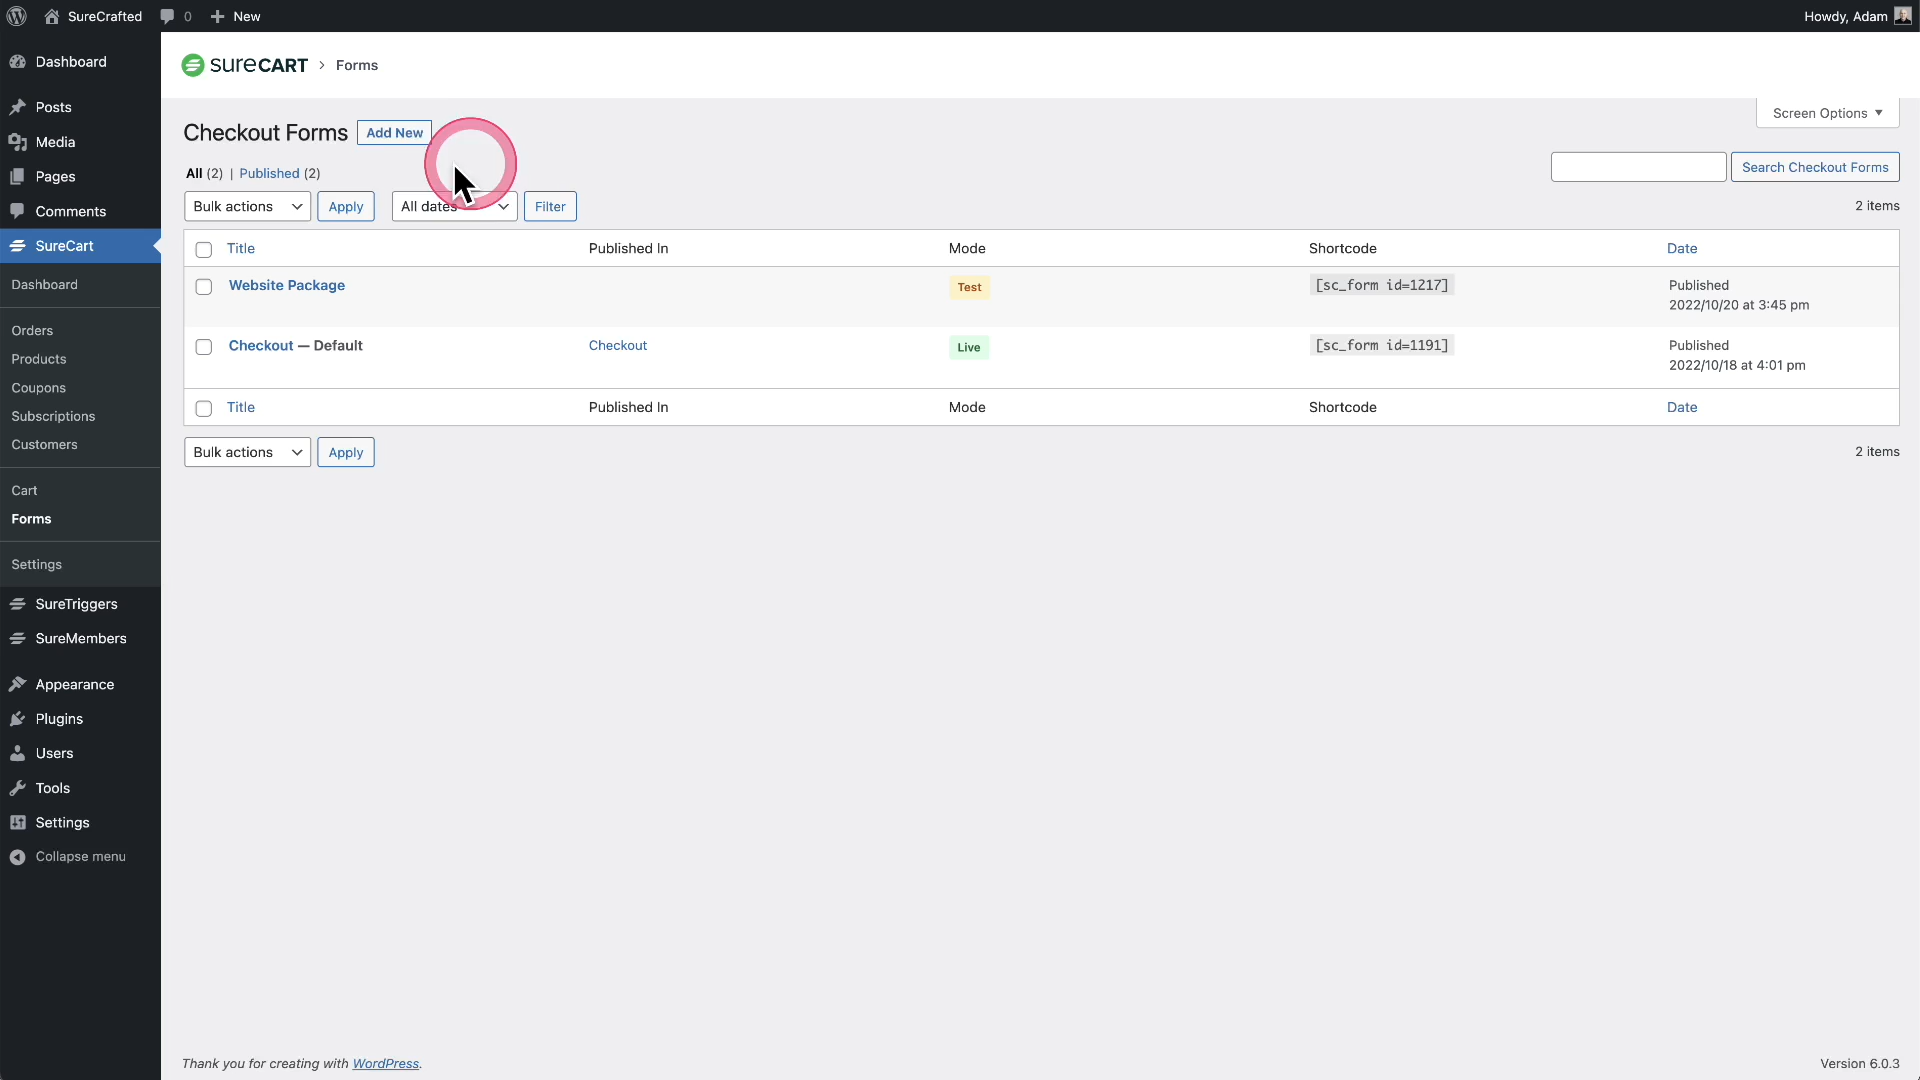 SureCrafted 0 New Howdy, Adam
Dashboard
Posts
Media
Pages
Comments
SureCart
Dashboard
Orders
Products
Coupons
Subscriptions
Customers
Cart
Forms
Settings
SureTriggers
SureMembers
Appearance
Plugins
Users
Tools
Settings
Collapse menu
sureCART > Forms
Screen Options
Checkout Forms Add New
All (2) | Published (2)
Search Checkout Forms
Bulk actions Apply All dates Filter 2 items
Title Published In Mode Shortcode Date
Website Package Test [sc_form id=1217] Published
2022/10/20 at 3:45 pm
Checkout — Default Checkout Live [sc_form id=1191] Published
2022/10/18 at 4:01 pm
Title Published In Mode Shortcode Date
Bulk actions Apply 2 items
Thank you for creating with WordPress. Version 6.0.3